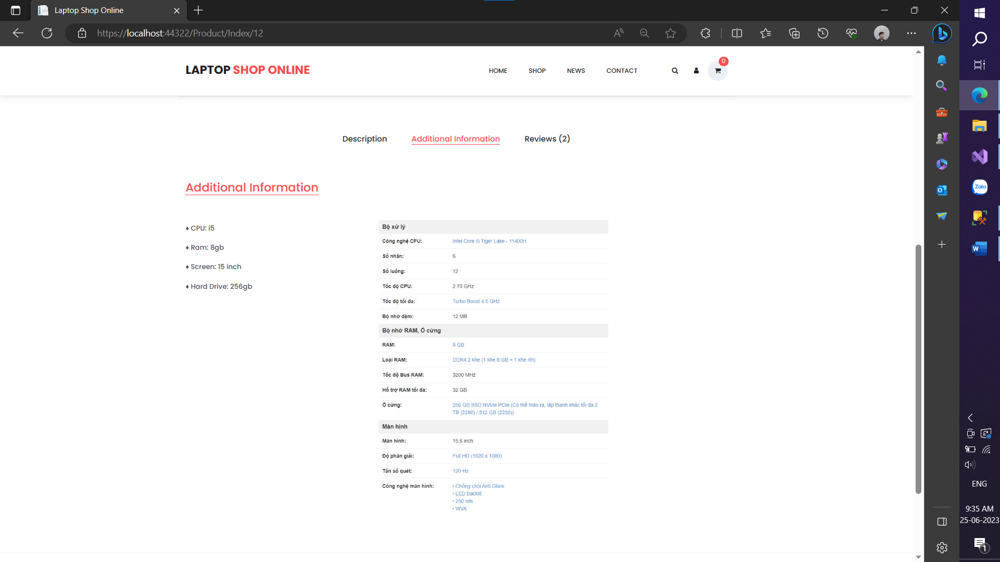 Laptop Shop Online
https://localhost:44322/Product/Index/12
LAPTOP SHOP ONLINE
HOME
SHOP
NEWS
CONTACT
0
Description
Additional Information
Reviews (2)
Additional Information
♦ CPU: i5
♦ Ram: 8gb
♦ Screen: 15 inch
♦ Hard Drive: 256gb
Bộ xử lý
Công nghệ CPU: Intel Core i5 Tiger Lake - 11400H
Số nhân: 6
Số luồng: 12
Tốc độ CPU: 2.70 GHz
Tốc độ tối đa: Turbo Boost 4.5 GHz
Bộ nhớ đệm: 12 MB
Bộ nhớ RAM, Ổ cứng
RAM: 8 GB
Loại RAM: DDR4 2 khe (1 khe 8 GB + 1 khe rời)
Tốc độ Bus RAM: 3200 MHz
Hỗ trợ RAM tối đa: 32 GB
Ổ cứng: 256 GB SSD NVMe PCIe (Có thể tháo ra, lắp thanh khác tối đa 2
TB (2280) / 512 GB (2230))
Màn hình
Màn hình: 15.6 inch
Độ phân giải: Full HD (1920 x 1080)
Tần số quét: 120 Hz
Công nghệ màn hình: • Chống chói Anti Glare
• LED Backlit
• 250 nits
• WVA
Zalo
ENG
9:35 AM
25-06-2023
1